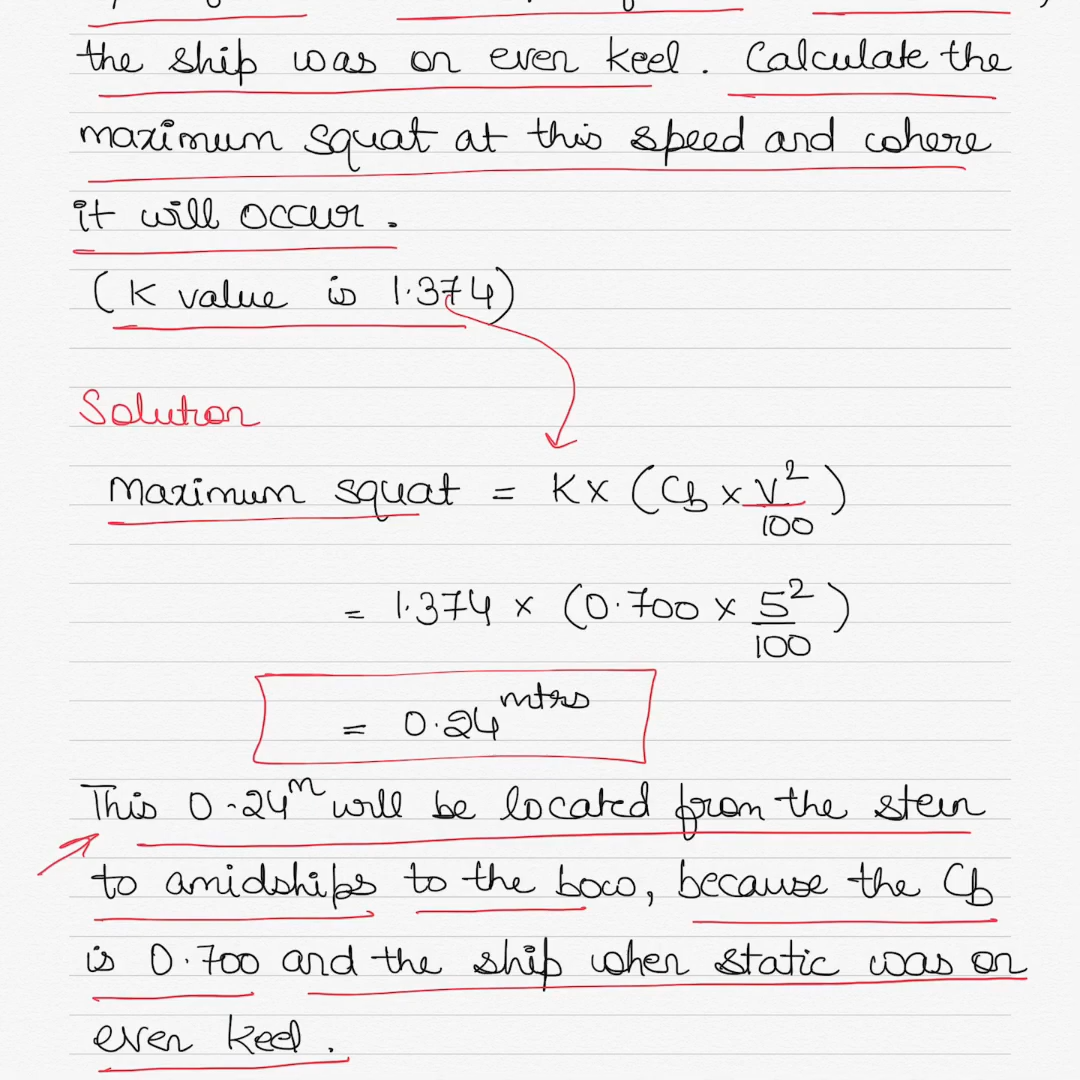 the ship was on even keel. Calculate the
maximum squat at this speed and where
it will occur.
(K value is 1.374)
Solution
Maximum squat = K × (Cb × V²/100)
= 1.374 × (0.700 × 5²/100)
= 0.24 mtrs
This 0.24m will be located from the stern
to amidships to the bow, because the Cb
is 0.700 and the ship when static was on
even keel.